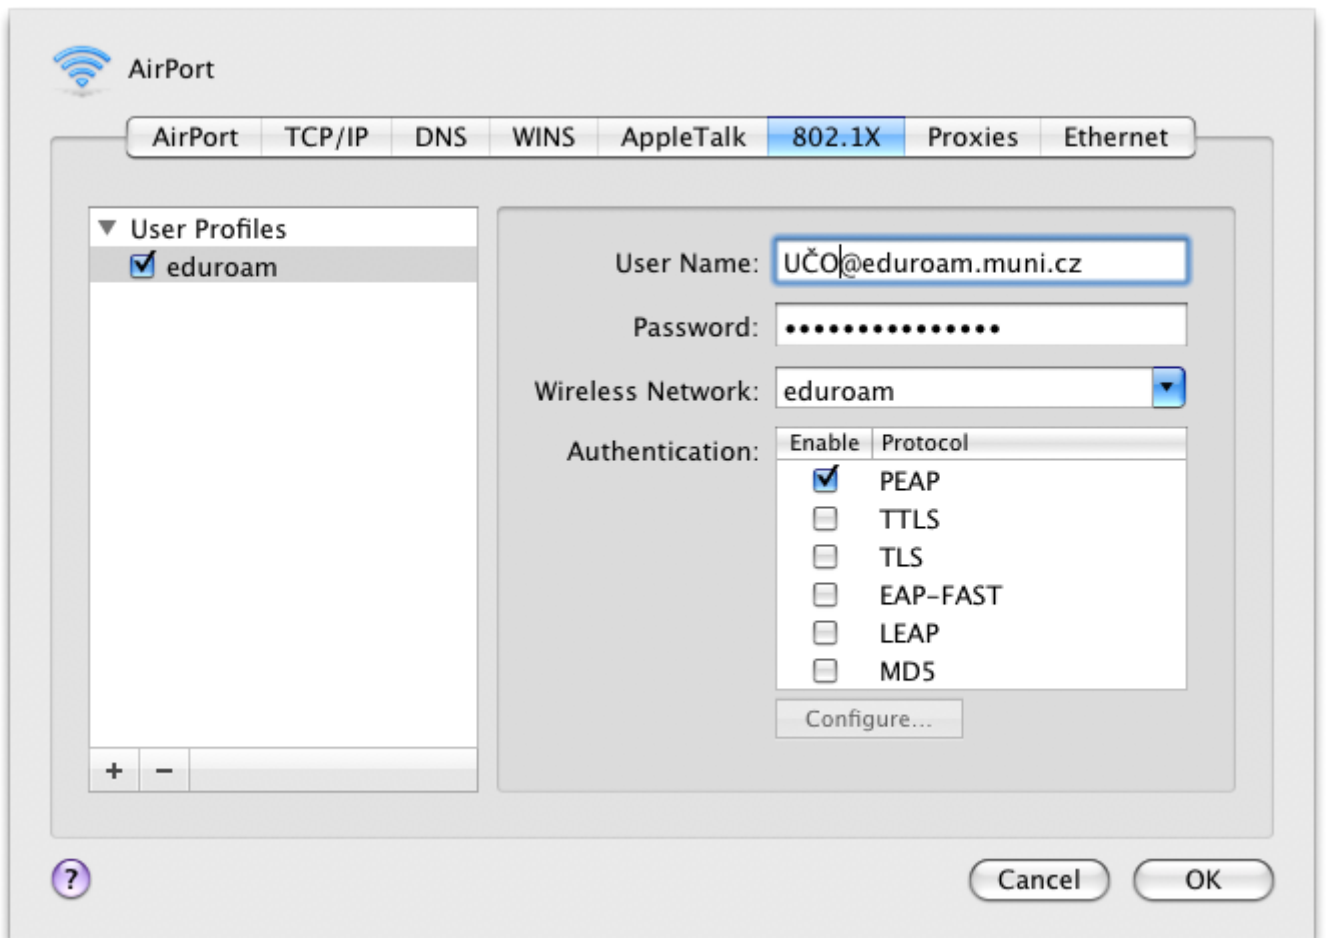 AirPort
AirPort TCP/IP DNS WINS AppleTalk 802.1X Proxies Ethernet
User Profiles
eduroam
+ −
User Name: UČO@eduroam.muni.cz
Password: •••••••••••••••
Wireless Network: eduroam
Authentication:
Enable Protocol
PEAP
TTLS
TLS
EAP-FAST
LEAP
MD5
Configure...
? Cancel OK